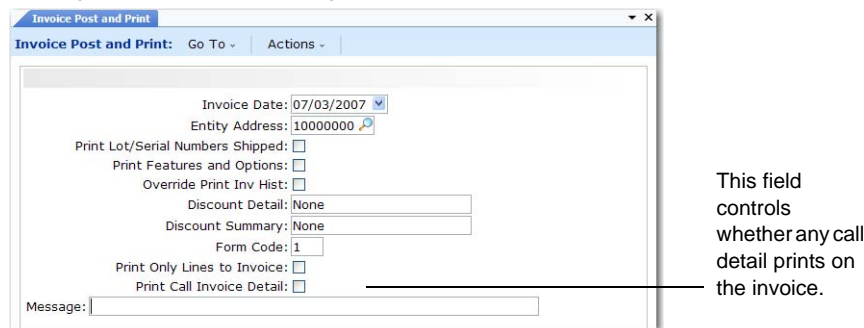 Invoice Post and Print
Invoice Post and Print: Go To Actions
Invoice Date: 07/03/2007
Entity Address: 10000000
Print Lot/Serial Numbers Shipped:
Print Features and Options:
Override Print Inv Hist:
Discount Detail: None
Discount Summary: None
Form Code: 1
Print Only Lines to Invoice:
Print Call Invoice Detail:
Message:
This field
controls
whether any call
detail prints on
the invoice.